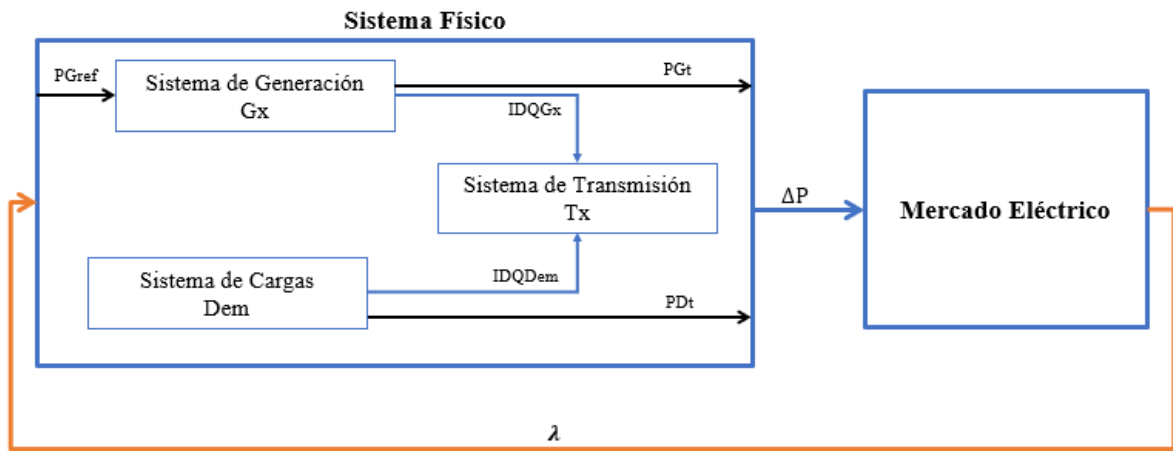 Sistema Físico
PGref
Sistema de Generación
Gx
PGt
IDQGx
Sistema de Transmisión
Tx
ΔP
Mercado Eléctrico
Sistema de Cargas
Dem
IDQDem
PDt
λ